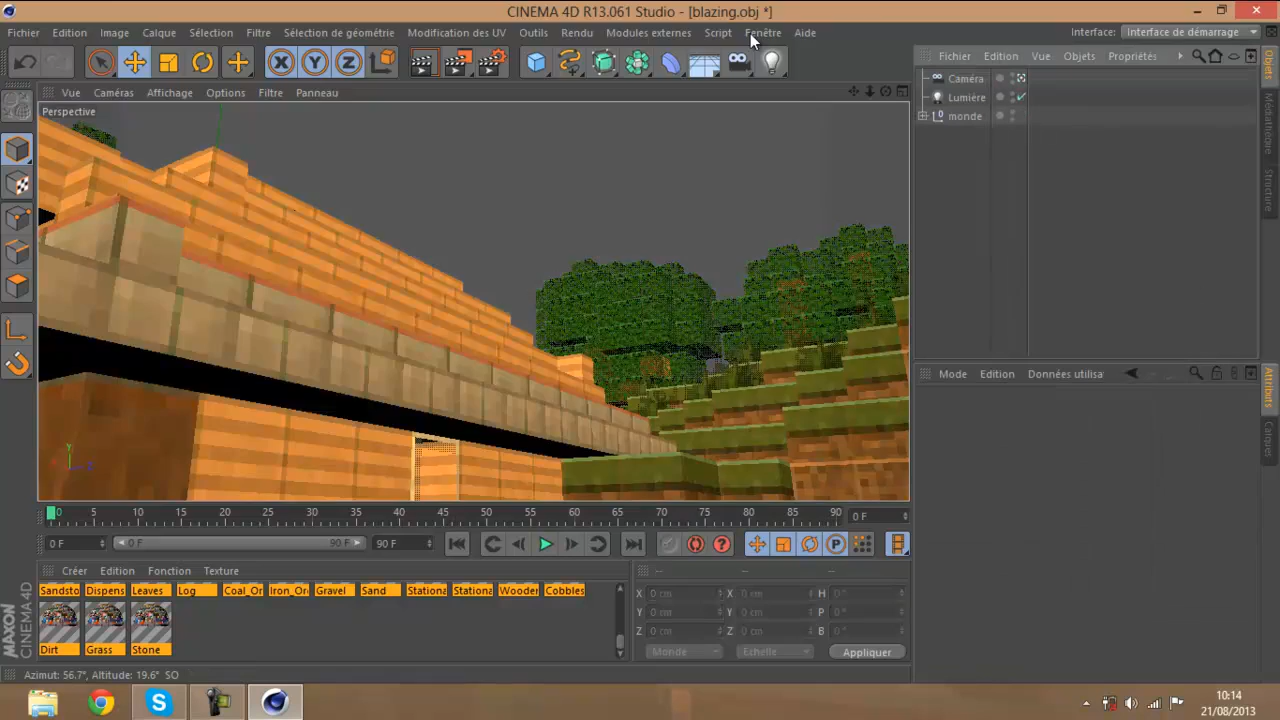 CINEMA 4D R13.061 Studio - [blazing.obj *]
Fichier Edition Image Calque Sélection Filtre Sélection de géométrie Modification des UV Outils Rendu Modules externes Script Fenêtre Aide Interface: Interface de démarrage
X Y Z
Fichier Edition Vue Objets Propriétés
Objets
Médiathèque
Structure
Vue Caméras Affichage Options Filtre Panneau
Perspective
Caméra
Lumière
monde
Mode Edition Données utilisa
Attributs
Calques
Y
0 5 10 15 20 25 30 35 40 45 50 55 60 65 70 75 80 85 90 0 F
0 F 0 F 90 F 90 F
Créer Edition Fonction Texture
-- -- --
Sandsto Dispens Leaves Log Coal_Or Iron_Or Gravel Sand Stationa Stationa Wooder Cobbles
Dirt Grass Stone
X 0 cm X 0 cm H 0 °
Y 0 cm Y 0 cm P 0 °
Z 0 cm Z 0 cm B 0 °
Monde Echelle Appliquer
MAXON
CINEMA 4D
Azimut: 56.7°, Altitude: 19.6° SO
10:14
21/08/2013